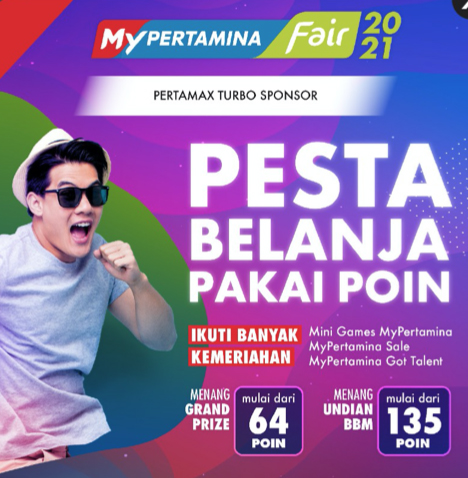 MyPERTAMINA Fair 2021
PERTAMAX TURBO SPONSOR
PESTA
BELANJA
PAKAI POIN
IKUTI BANYAK
KEMERIAHAN
Mini Games MyPertamina
MyPertamina Sale
MyPertamina Got Talent
MENANG
GRAND
PRIZE
mulai dari
64
POIN
MENANG
UNDIAN
BBM
mulai dari
135
POIN